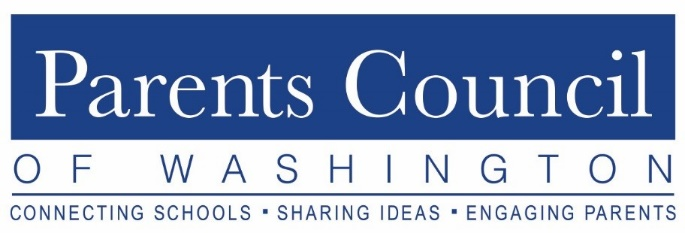 Parents Council
OF WASHINGTON
CONNECTING SCHOOLS ▪ SHARING IDEAS ▪ ENGAGING PARENTS